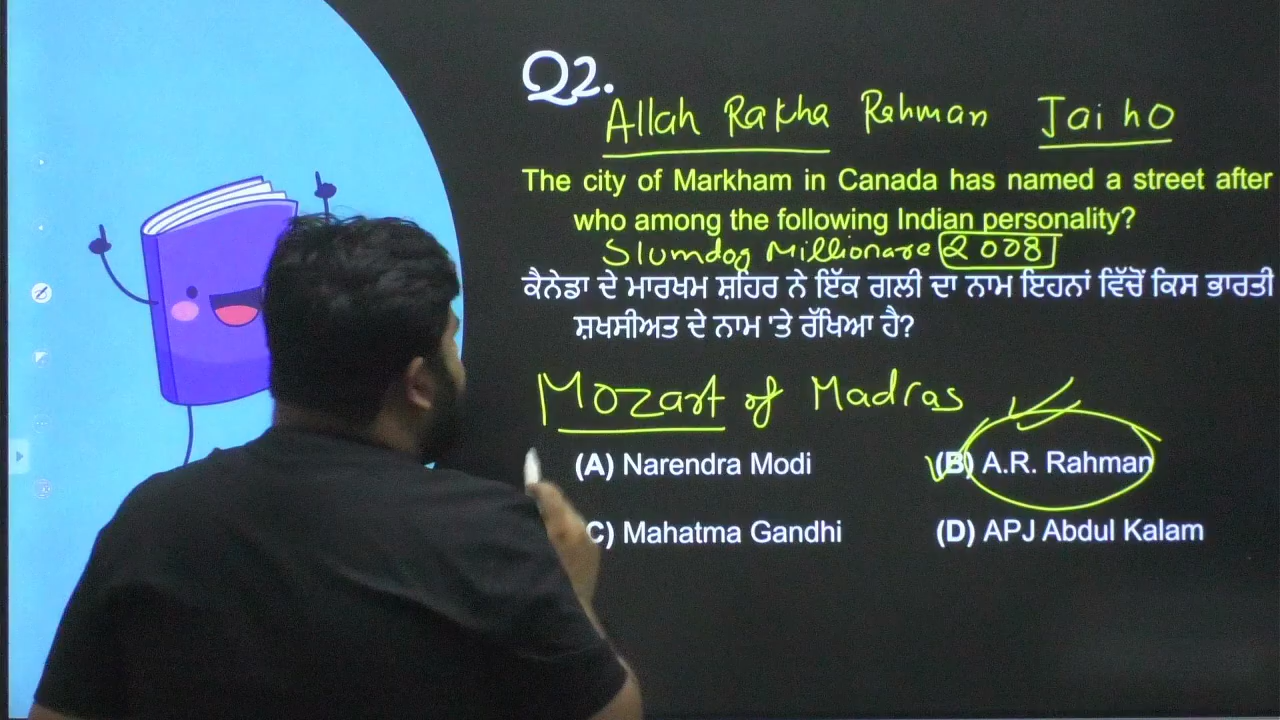 Q2.
Allah Rakha Rehman Jai ho
The city of Markham in Canada has named a street after
who among the following Indian personality?
Slumdog Millionare 2008
ਕੈਨੇਡਾ ਦੇ ਮਾਰਖਮ ਸ਼ਹਿਰ ਨੇ ਇੱਕ ਗਲੀ ਦਾ ਨਾਮ ਇਹਨਾਂ ਵਿੱਚੋਂ ਕਿਸ ਭਾਰਤੀ
ਸ਼ਖਸੀਅਤ ਦੇ ਨਾਮ 'ਤੇ ਰੱਖਿਆ ਹੈ?
Mozart of Madras
(A) Narendra Modi (B) A.R. Rahman
C) Mahatma Gandhi (D) APJ Abdul Kalam